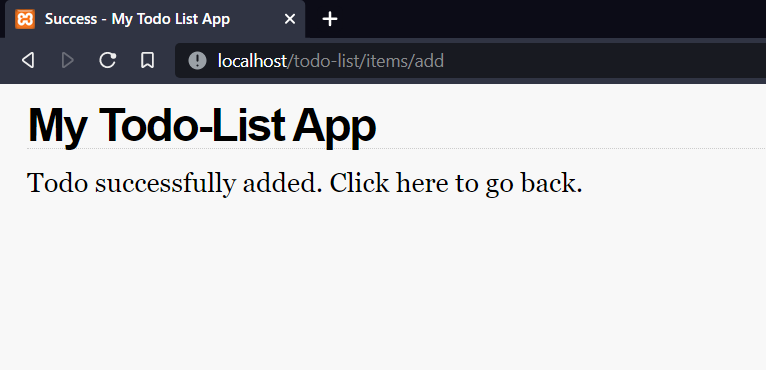 Success - My Todo List App
localhost/todo-list/items/add
My Todo-List App
Todo successfully added. Click here to go back.